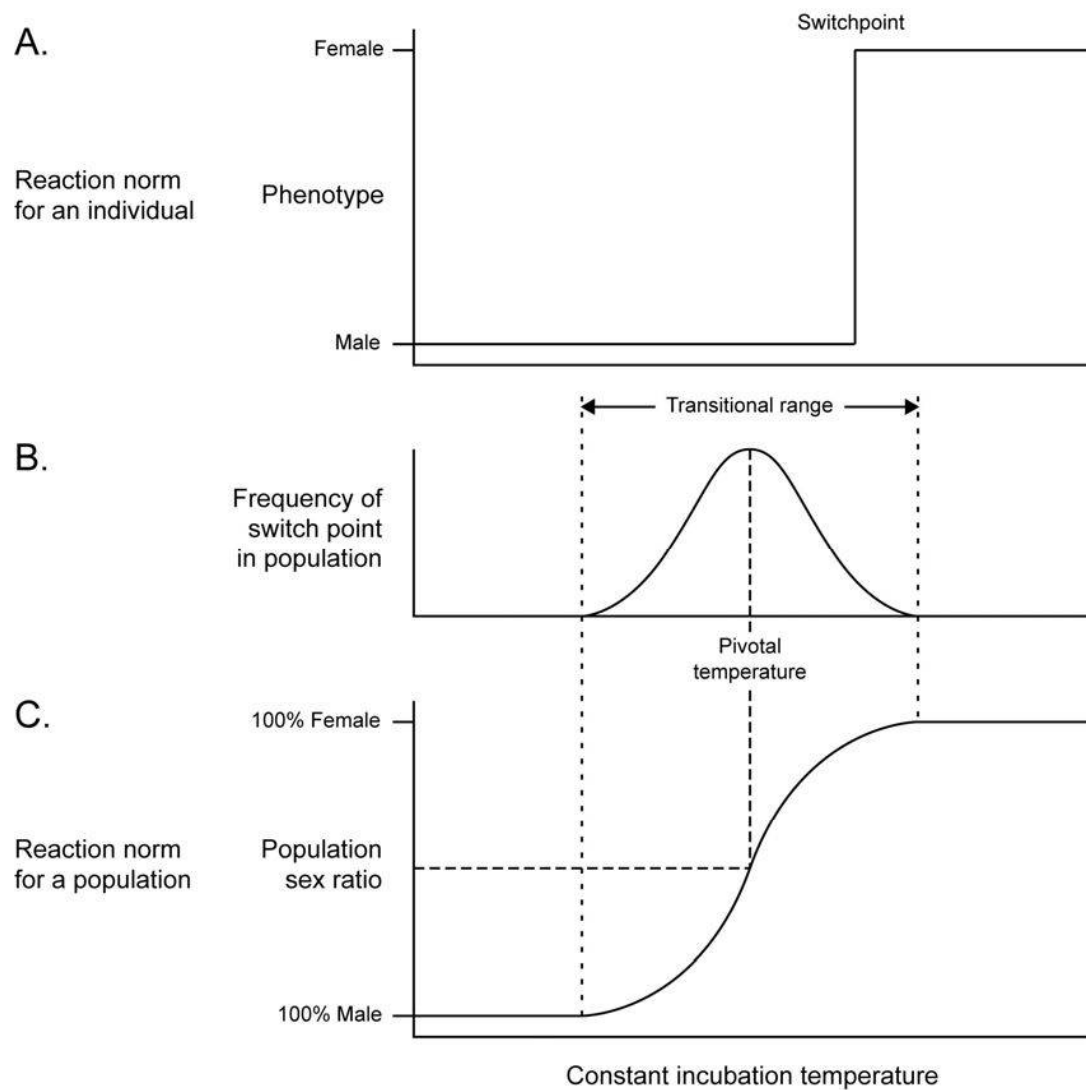 A.
Switchpoint
Female
Reaction norm
for an individual
Phenotype
Male
Transitional range
B.
Frequency of
switch point
in population
Pivotal
temperature
C.
100% Female
Reaction norm
for a population
Population
sex ratio
100% Male
Constant incubation temperature